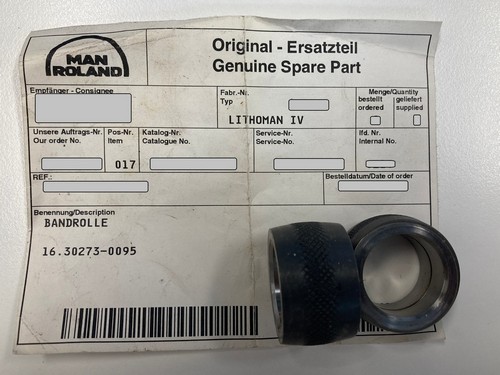 MAN
ROLAND
Original - Ersatzteil
Genuine Spare Part
Empfänger - Consignee
Fabr.-Nr.
Typ
LITHOMAN IV
Menge/Quantity
bestellt geliefert
ordered supplied
Unsere Auftrags-Nr.
Our order No.
Pos-Nr.
Item
017
Katalog-Nr.
Catalogue No.
Service-Nr.
Service-No.
lfd. Nr.
Internal No.
REF.:
Bestelldatum/Date of order
Benennung/Description
BANDROLLE
16.30273-0095